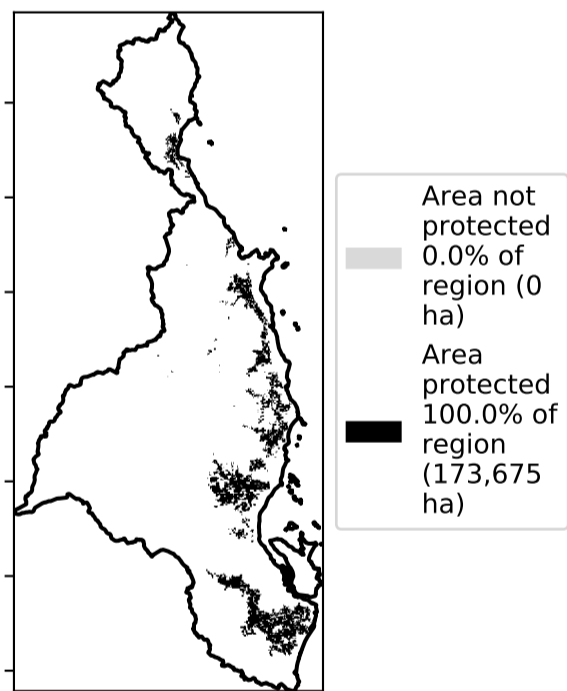 Area not
protected
0.0% of
region (0
ha)
Area
protected
100.0% of
region
(173,675
ha)